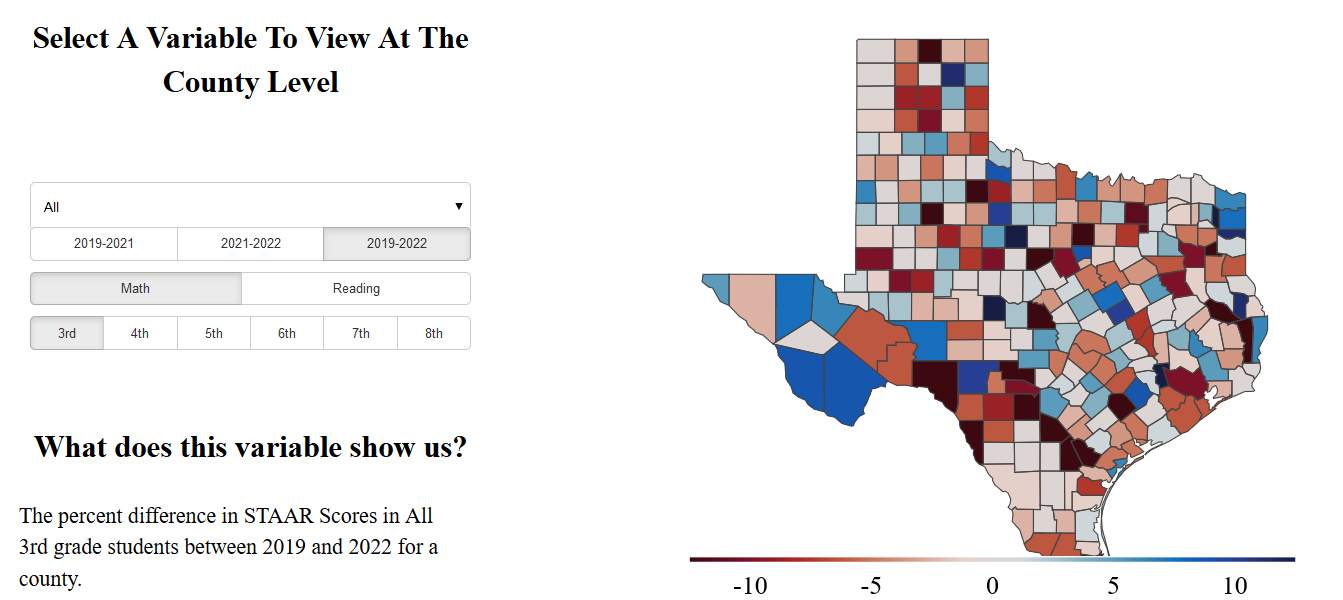 Select A Variable To View At The
County Level
All
2019-2021 2021-2022 2019-2022
Math Reading
3rd 4th 5th 6th 7th 8th
What does this variable show us?
The percent difference in STAAR Scores in All
3rd grade students between 2019 and 2022 for a
county.
-10 -5 0 5 10